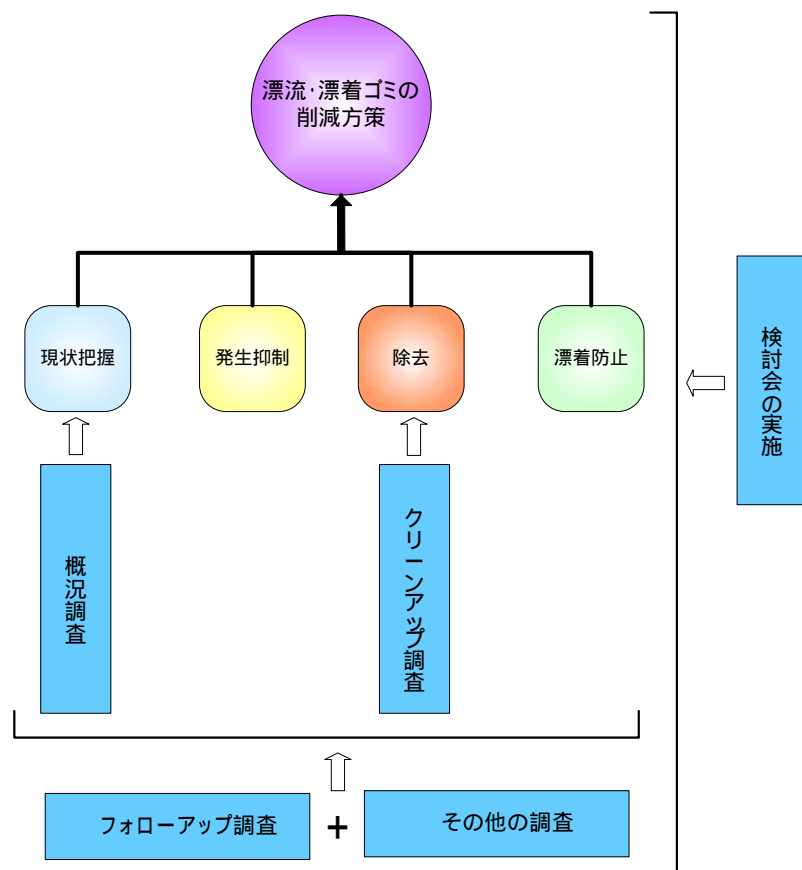 漂流・漂着ゴミの
削減方策
現状把握
発生抑制
除去
漂着防止
検討会の実施
概況調査
クリーンアップ調査
フォローアップ調査
+
その他の調査